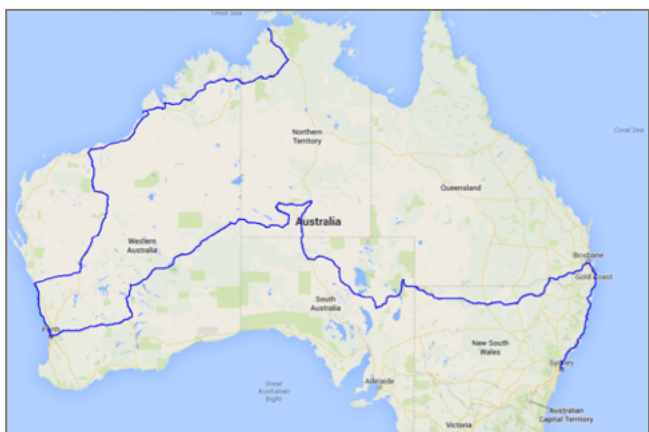 Timor Sea
Coral Sea
Northern
Territory
Queensland
Australia
Western
Australia
Brisbane
Gold Coast
South
Australia
New South
Wales
Perth
Sydney
Great
Australian
Bight
Adelaide
Australian
Capital Territory
Victoria